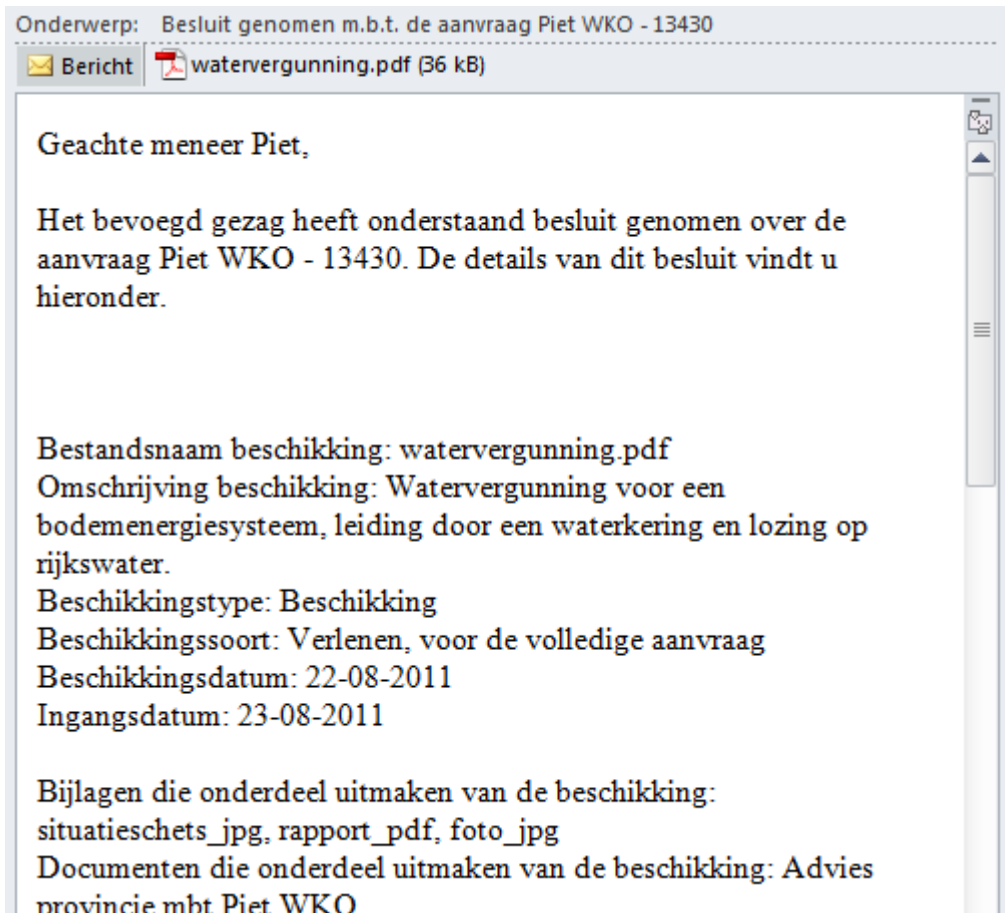 Onderwerp: Besluit genomen m.b.t. de aanvraag Piet WKO - 13430
Bericht watervergunning.pdf (36 kB)
Geachte meneer Piet,
Het bevoegd gezag heeft onderstaand besluit genomen over de
aanvraag Piet WKO - 13430. De details van dit besluit vindt u
hieronder.
Bestandsnaam beschikking: watervergunning.pdf
Omschrijving beschikking: Watervergunning voor een
bodemenergiesysteem, leiding door een waterkering en lozing op
rijkswater.
Beschikkingstype: Beschikking
Beschikkingssoort: Verlenen, voor de volledige aanvraag
Beschikkingsdatum: 22-08-2011
Ingangsdatum: 23-08-2011
Bijlagen die onderdeel uitmaken van de beschikking:
situatieschets_jpg, rapport_pdf, foto_jpg
Documenten die onderdeel uitmaken van de beschikking: Advies
provincie mbt Piet WKO